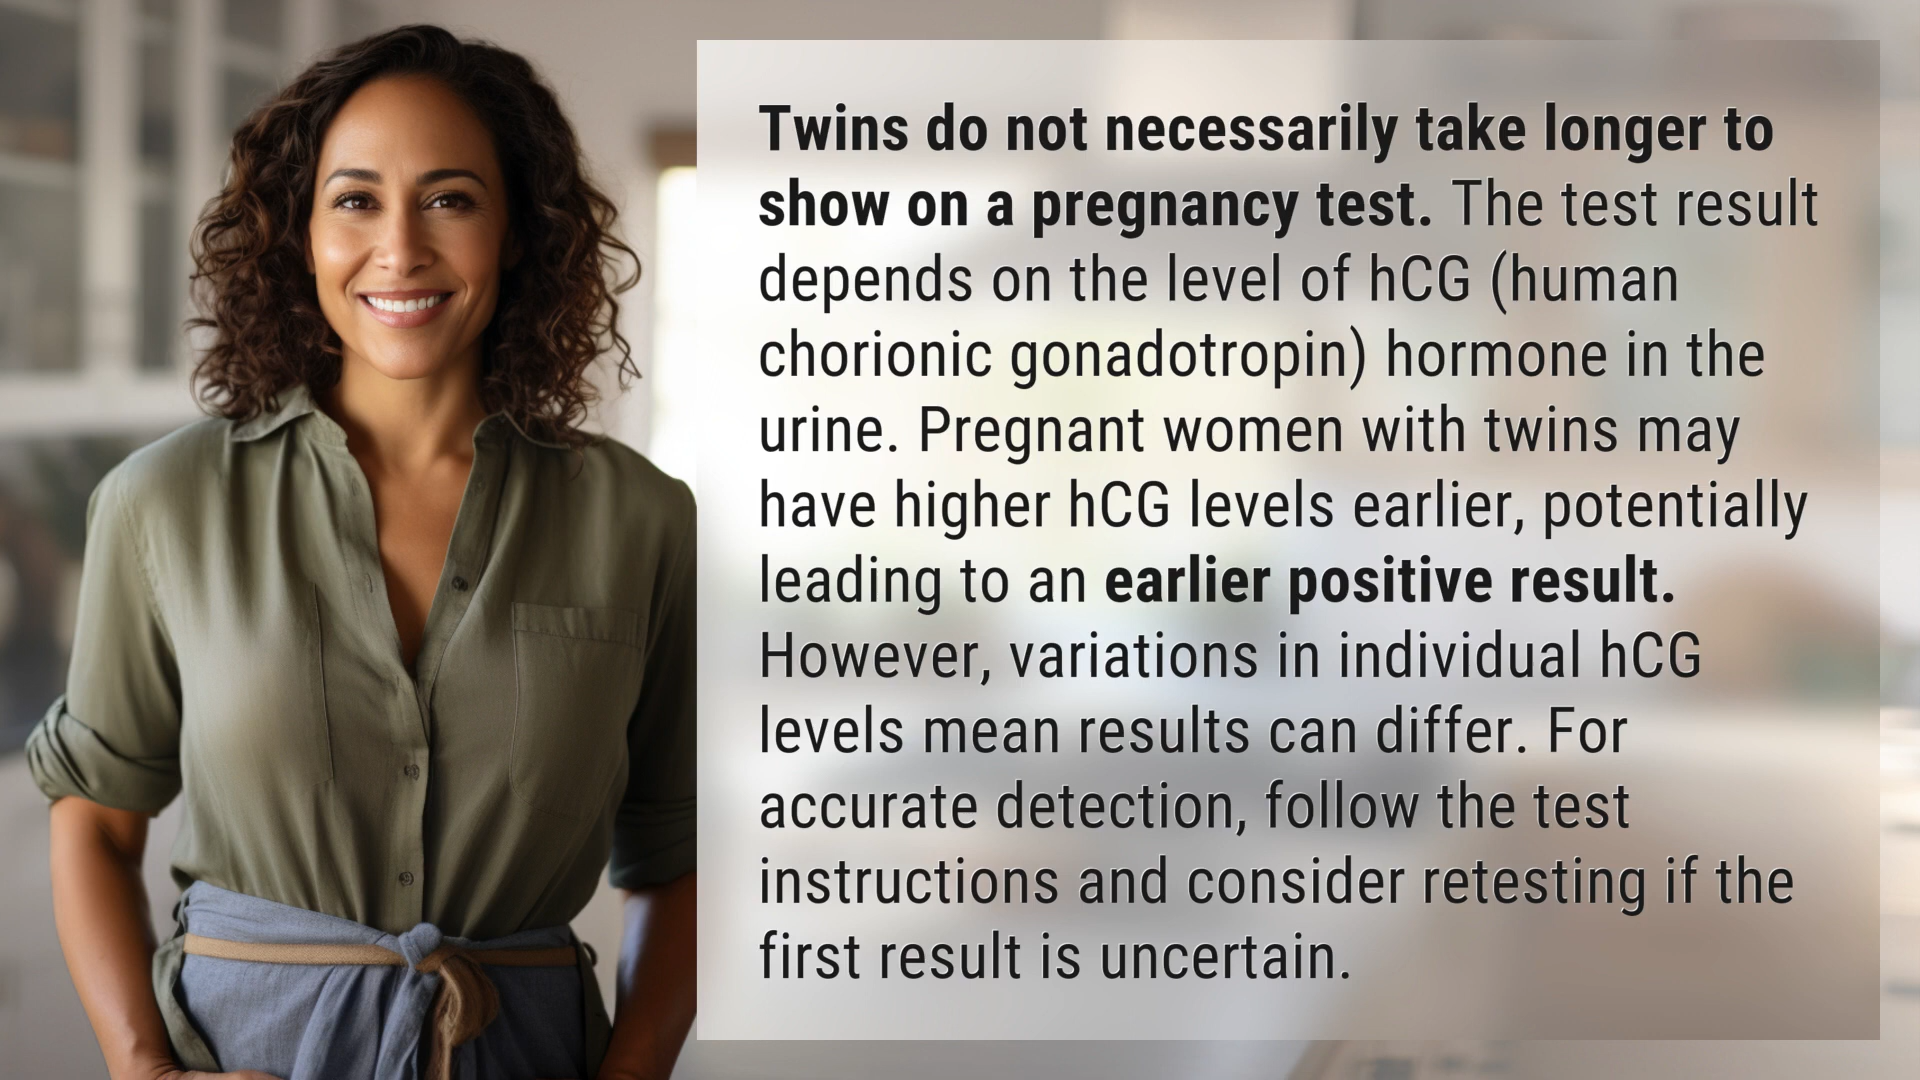 Twins do not necessarily take longer to
show on a pregnancy test. The test result
depends on the level of hCG (human
chorionic gonadotropin) hormone in the
urine. Pregnant women with twins may
have higher hCG levels earlier, potentially
leading to an earlier positive result.
However, variations in individual hCG
levels mean results can differ. For
accurate detection, follow the test
instructions and consider retesting if the
first result is uncertain.